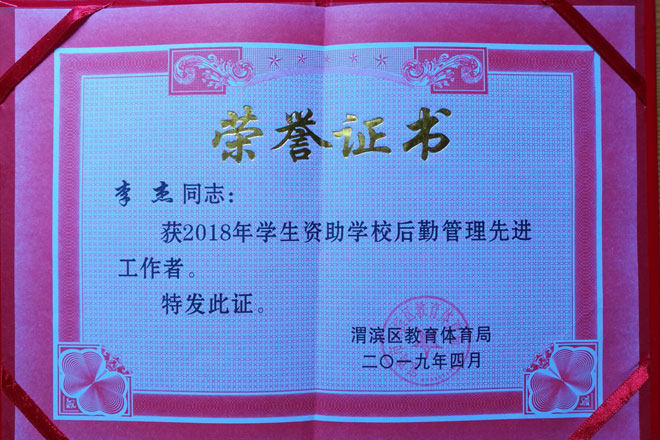 荣誉证书
李杰同志：
获2018年学生资助学校后勤管理先进
工作者。
特发此证。
渭滨区教育体育局
二〇一九年四月